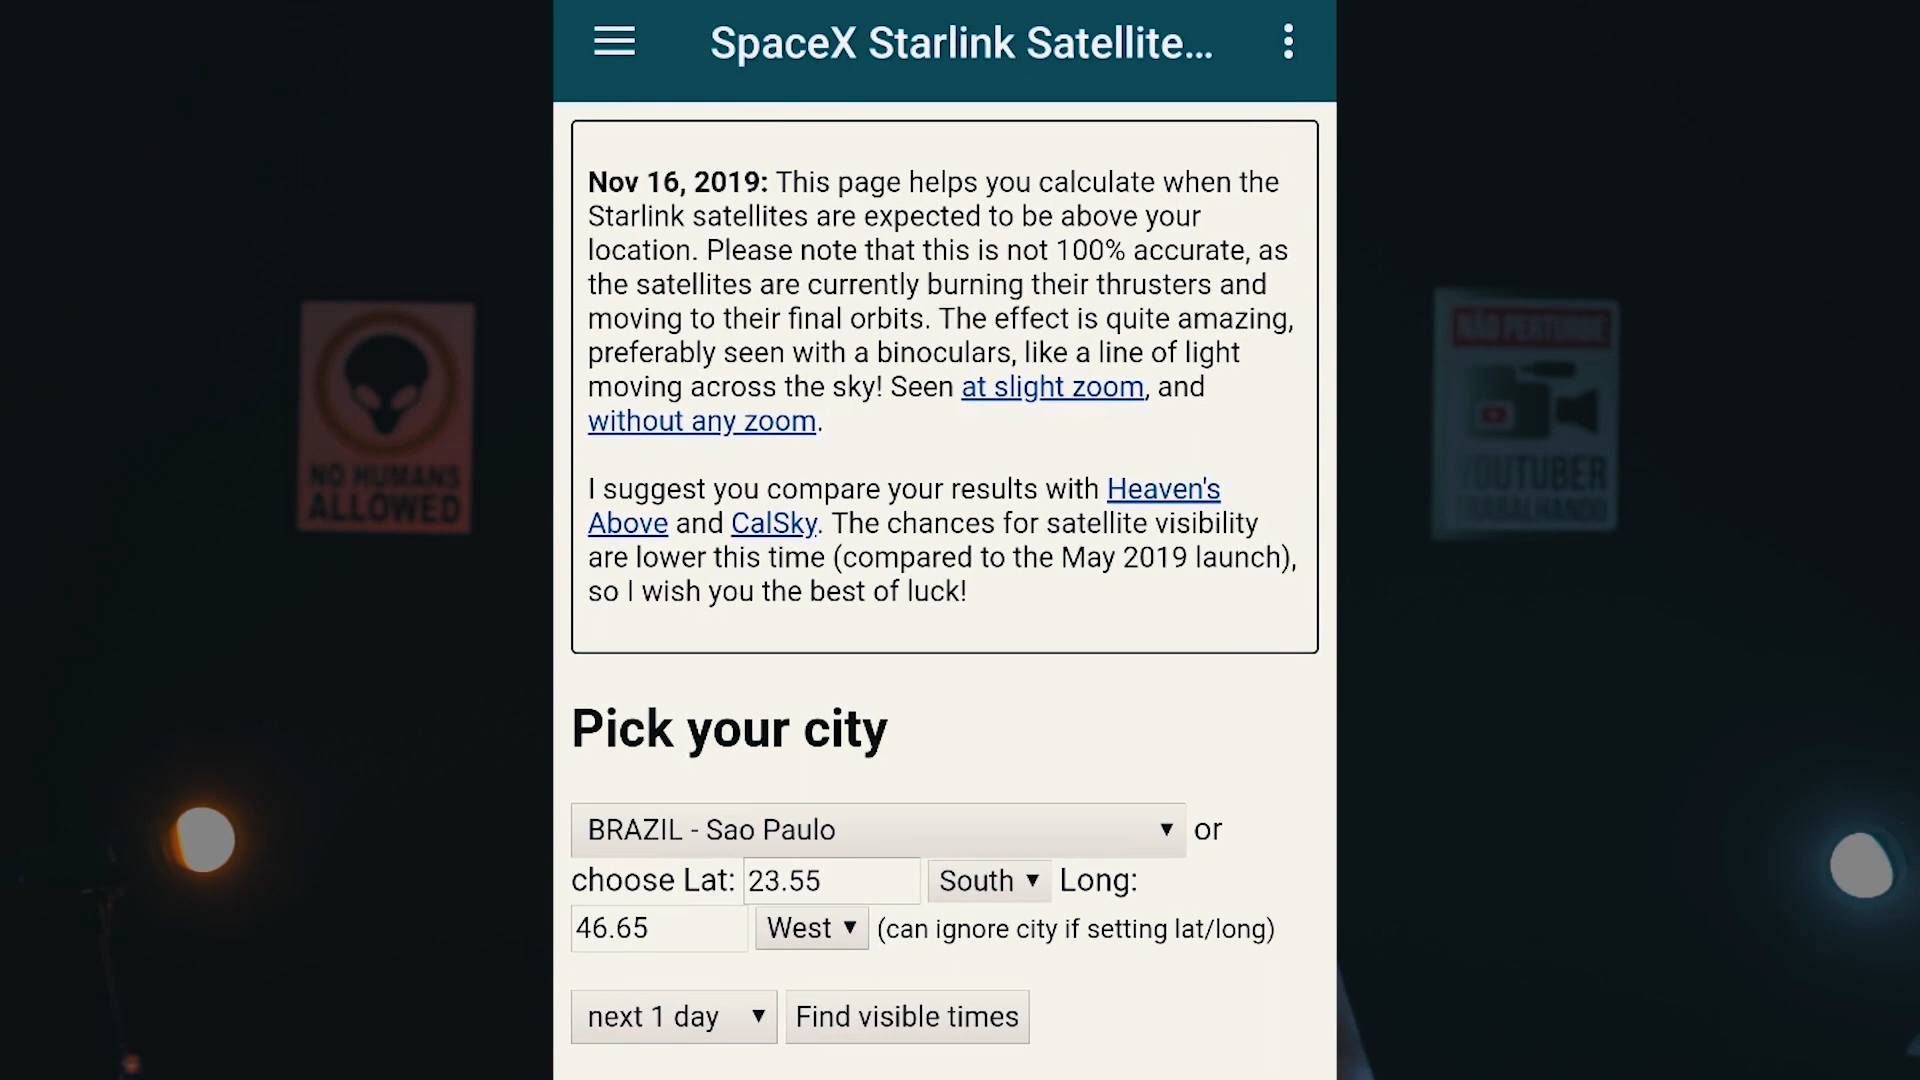 SpaceX Starlink Satellite...
Nov 16, 2019: This page helps you calculate when the
Starlink satellites are expected to be above your
location. Please note that this is not 100% accurate, as
the satellites are currently burning their thrusters and
moving to their final orbits. The effect is quite amazing,
preferably seen with a binoculars, like a line of light
moving across the sky! Seen at slight zoom, and
without any zoom.
I suggest you compare your results with Heaven's
Above and CalSky. The chances for satellite visibility
are lower this time (compared to the May 2019 launch),
so I wish you the best of luck!
Pick your city
BRAZIL - Sao Paulo or
choose Lat: 23.55 South Long:
46.65 West (can ignore city if setting lat/long)
next 1 day Find visible times
NO HUMANS
ALLOWED
NÃO PERTURBE
YOUTUBER
TRABALHANDO